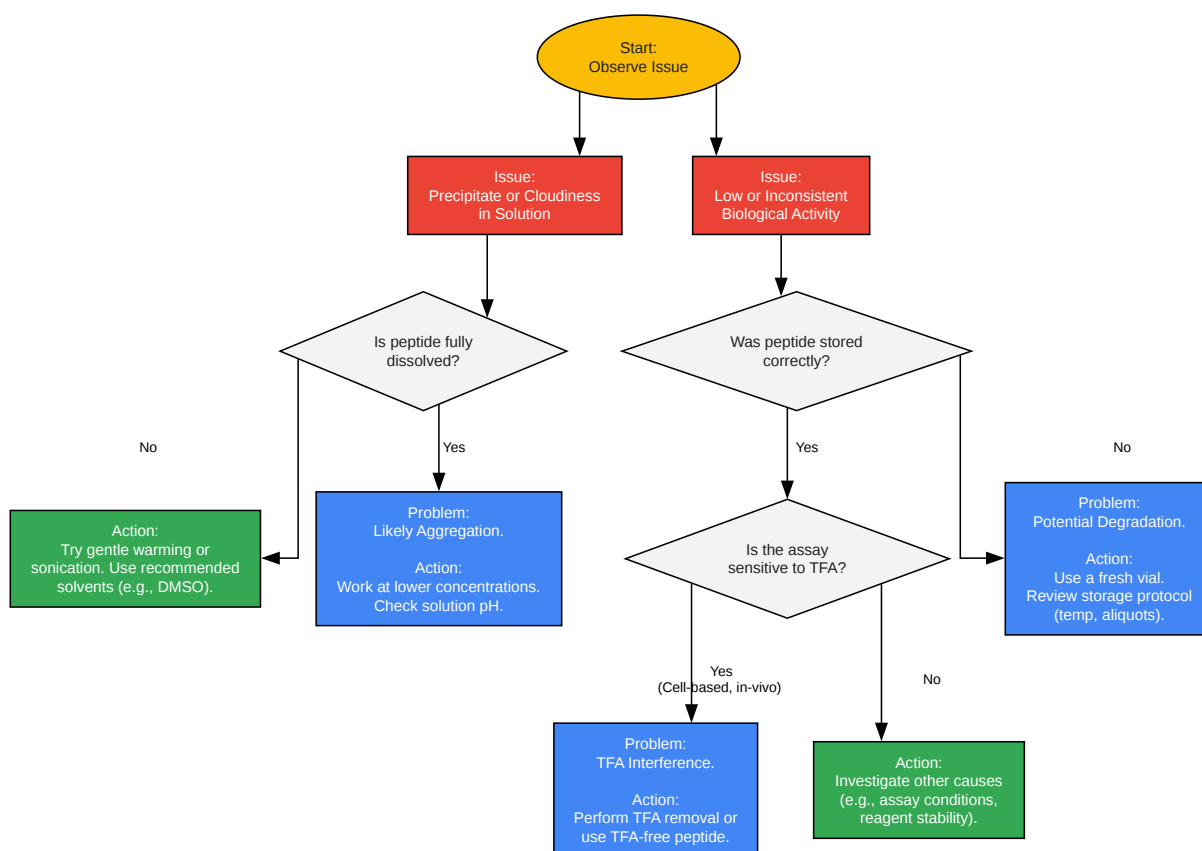 Start:
Observe Issue
Issue:
Precipitate or Cloudiness
in Solution
Issue:
Low or Inconsistent
Biological Activity
Is peptide fully
dissolved?
Was peptide stored
correctly?
No
Yes
Yes
No
Action:
Try gentle warming or
sonication. Use recommended
solvents (e.g., DMSO).
Problem:
Likely Aggregation.
Action:
Work at lower concentrations.
Check solution pH.
Is the assay
sensitive to TFA?
Problem:
Potential Degradation.
Action:
Use a fresh vial.
Review storage protocol
(temp, aliquots).
Yes
(Cell-based, in-vivo)
No
Problem:
TFA Interference.
Action:
Perform TFA removal or
use TFA-free peptide.
Action:
Investigate other causes
(e.g., assay conditions,
reagent stability).